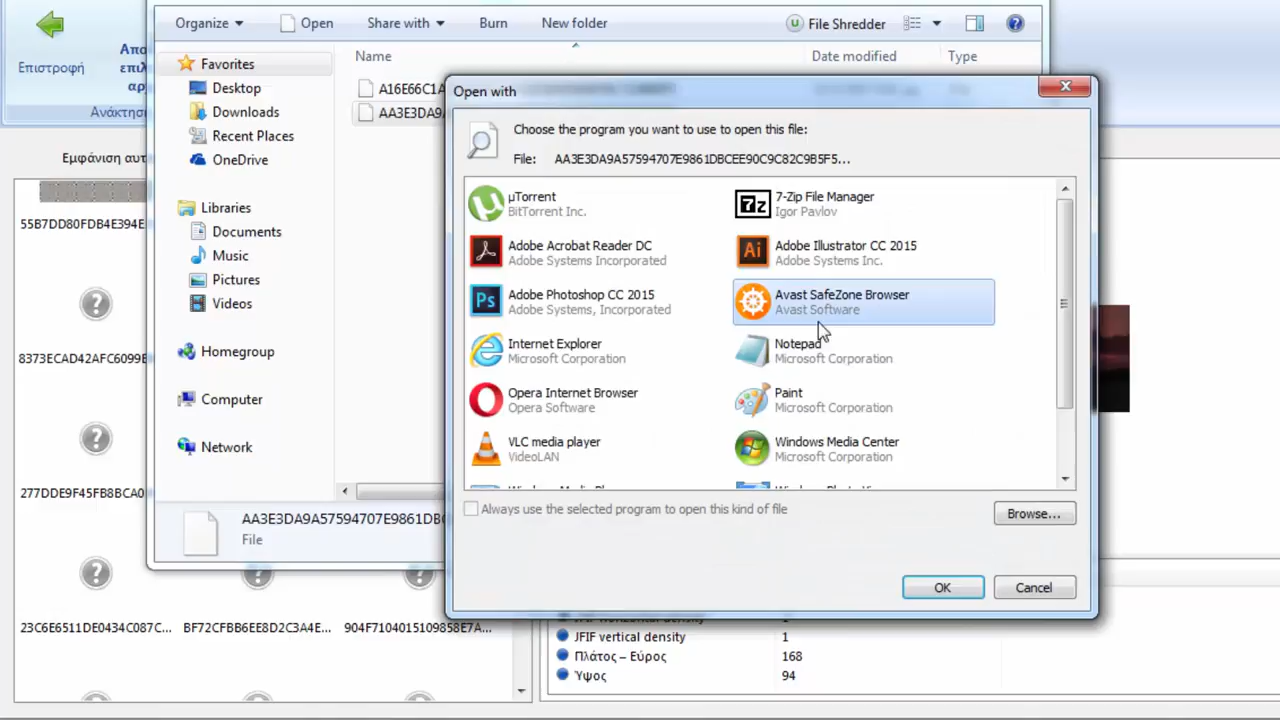 Organize
Open
Share with
Burn
New folder
File Shredder
Επιστροφή
Απο
επιλ
αρ
Ανάκτησ
Εμφάνιση αυτ
55B7DD80FDB4E394E
8373ECAD42AFC6099E
277DDE9F45FB8BCA0
23C6E6511DE0434C087C...
BF72CFBB6EE8D2C3A4E...
904F7104015109858E7A...
Favorites
Desktop
Downloads
Recent Places
OneDrive
Libraries
Documents
Music
Pictures
Videos
Homegroup
Computer
Network
Name
Date modified
Type
A16E66C1A
AA3E3DA9A
AA3E3DA9A57594707E9861DBC
File
Open with
Choose the program you want to use to open this file:
File: AA3E3DA9A57594707E9861DBCEE90C9C82C9B5F5...
µTorrent
BitTorrent Inc.
7-Zip File Manager
Igor Pavlov
Adobe Acrobat Reader DC
Adobe Systems Incorporated
Adobe Illustrator CC 2015
Adobe Systems Inc.
Adobe Photoshop CC 2015
Adobe Systems, Incorporated
Avast SafeZone Browser
Avast Software
Internet Explorer
Microsoft Corporation
Notepad
Microsoft Corporation
Opera Internet Browser
Opera Software
Paint
Microsoft Corporation
VLC media player
VideoLAN
Windows Media Center
Microsoft Corporation
Always use the selected program to open this kind of file
Browse...
OK
Cancel
JFIF vertical density 1
Πλάτος – Εύρος 168
Ύψος 94